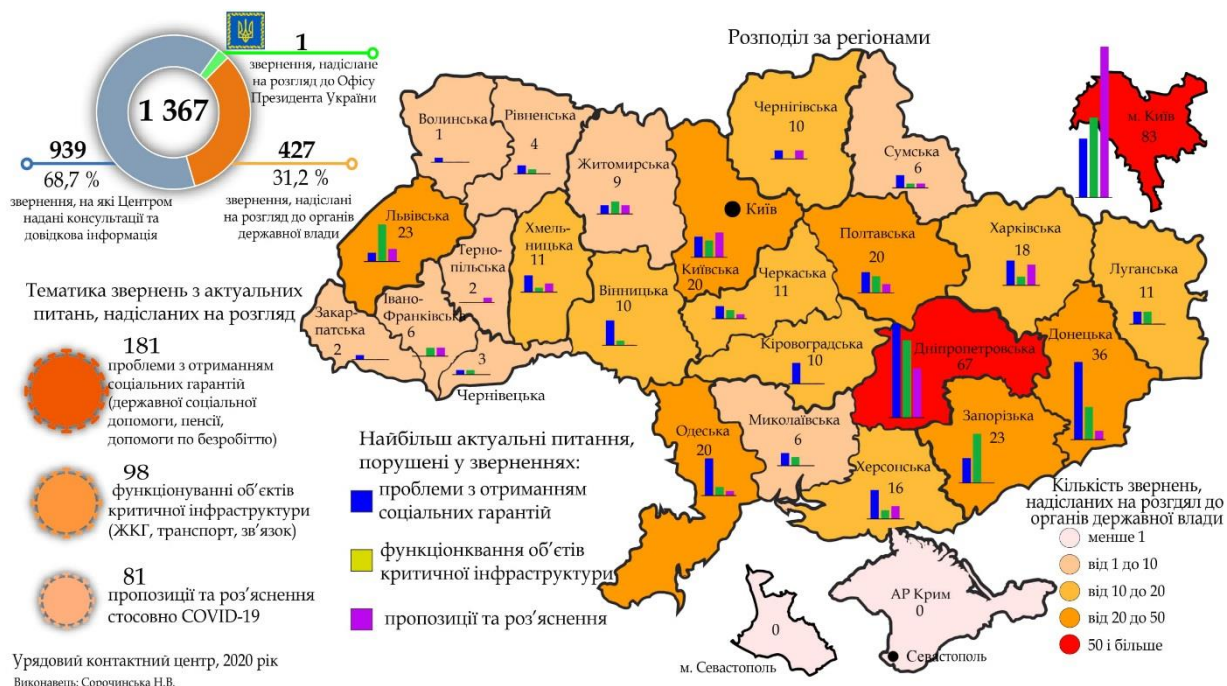 1 367
1
звернення, надіслане
на розгляд до Офісу
Президента України
939
68,7 %
звернення, на які Центром
надані консультації та
довідкова інформація
427
31,2 %
звернення, надіслані
на розгляд до органів
державної влади
Розподіл за регіонами
Волинська
1
Рівненська
4
Житомирська
9
Чернігівська
10
Сумська
6
м. Київ
83
Львівська
23
Терно-
пільська
2
Хмель-
ницька
11
Київ
Київська
20
Полтавська
20
Харківська
18
Луганська
11
Закар-
патська
2
Івано-
Франківська
6
3
Чернівецька
Вінницька
10
Черкаська
11
Кіровоградська
10
Дніпропетровська
67
Донецька
36
Одеська
20
Миколаївська
6
Херсонська
16
Запорізька
23
АР Крим
0
Севастополь
0
м. Севастополь
Тематика звернень з актуальних
питань, надісланих на розгляд
181
проблеми з отриманням
соціальних гарантій
(державної соціальної
допомоги, пенсії,
допомоги по безробіттю)
98
функціонуванні об’єктів
критичної інфраструктури
(ЖКГ, транспорт, зв’язок)
81
пропозиції та роз’яснення
стосовно COVID-19
Найбільш актуальні питання,
порушені у зверненнях:
проблеми з отриманням
соціальних гарантій
функціонквання об’єтів
критичної інфраструктури
пропозиції та роз’яснення
Кількість звернень,
надісланих на розгдял до
органів державної влади
менше 1
від 1 до 10
від 10 до 20
від 20 до 50
50 і більше
Урядовий контактний центр, 2020 рік
Виконавець: Сорочинська Н.В.